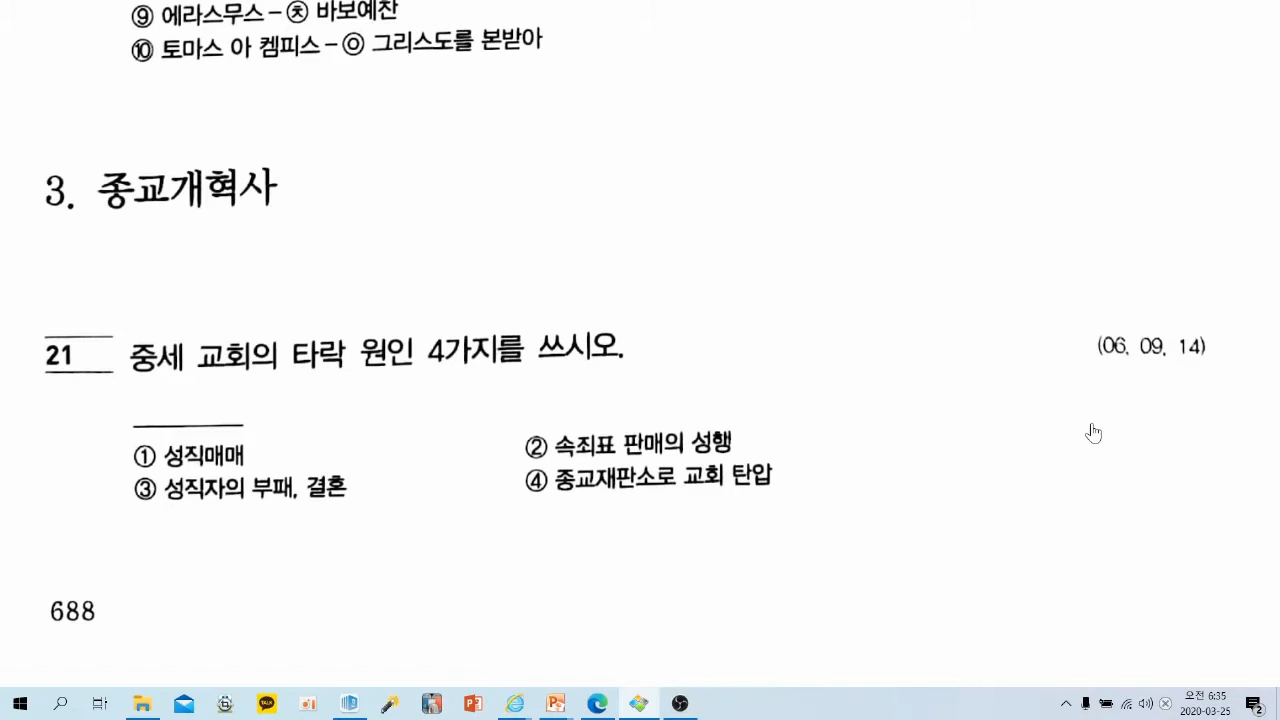 ⑨ 에라스무스 – ㉨ 바보예찬
⑩ 토마스 아 켐피스 – ㉧ 그리스도를 본받아
3. 종교개혁사
21 중세 교회의 타락 원인 4가지를 쓰시오. (06, 09, 14)
① 성직매매 ② 속죄표 판매의 성행
③ 성직자의 부패, 결혼 ④ 종교재판소로 교회 탄압
688
오전 6:35
2020-03-25